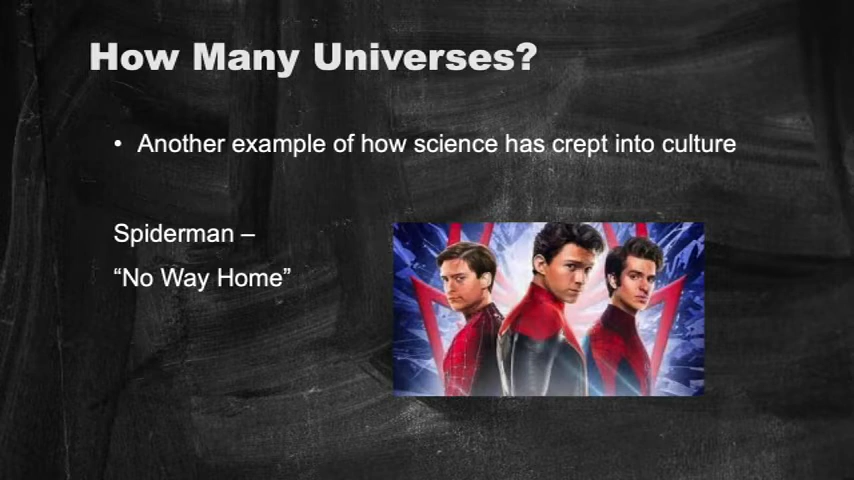 How Many Universes?
• Another example of how science has crept into culture
Spiderman –
“No Way Home”